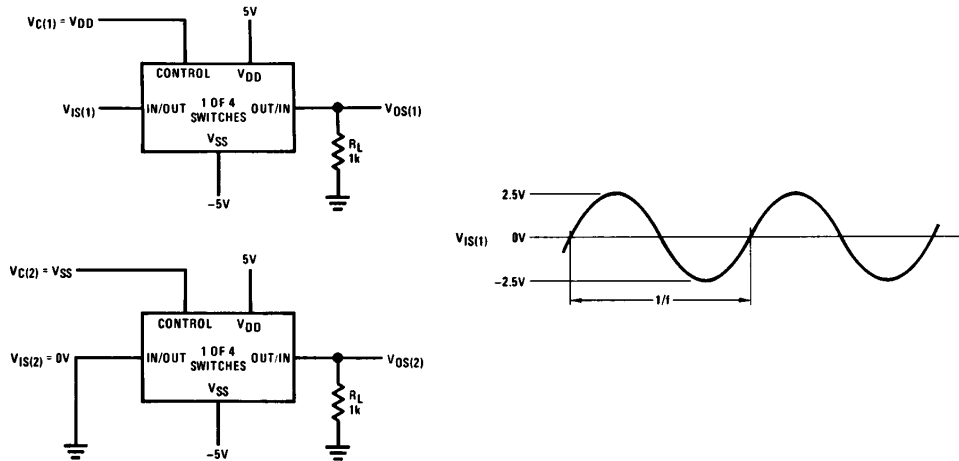 VC(1) = VDD
5V
CONTROL VDD
VIS(1) IN/OUT 1 OF 4 SWITCHES OUT/IN VOS(1)
VSS
RL
1k
−5V
VC(2) = VSS
5V
CONTROL VDD
VIS(2) = 0V IN/OUT 1 OF 4 SWITCHES OUT/IN VOS(2)
VSS
RL
1k
−5V
2.5V
VIS(1) 0V
−2.5V
1/f